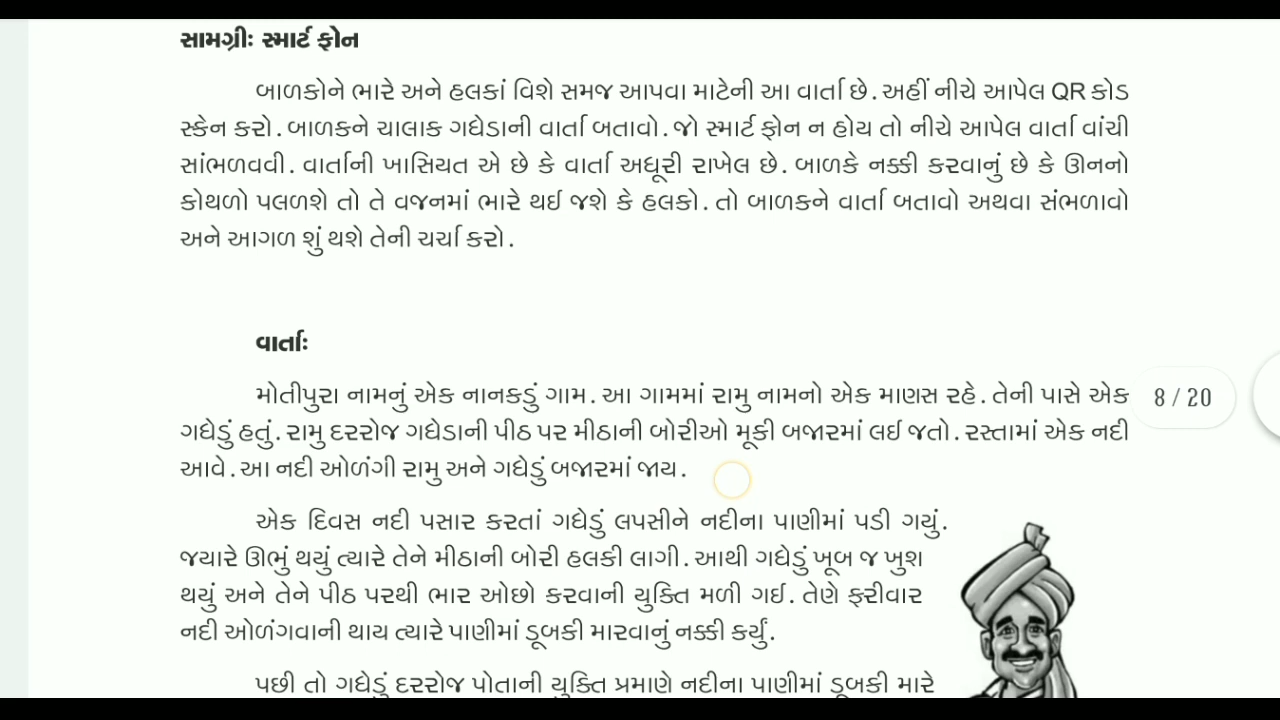 સામગ્રીઃ સ્માર્ટ ફોન
બાળકોને ભારે અને હલકાં વિશે સમજ આપવા માટેની આ વાર્તા છે. અહીં નીચે આપેલ QR કોડ
સ્કેન કરો. બાળકને ચાલાક ગધેડાની વાર્તા બતાવો. જો સ્માર્ટ ફોન ન હોય તો નીચે આપેલ વાર્તા વાંચી
સાંભળવવી. વાર્તાની ખાસિયત એ છે કે વાર્તા અધૂરી રાખેલ છે. બાળકે નક્કી કરવાનું છે કે ઊનનો
કોથળો પલળશે તો તે વજનમાં ભારે થઈ જશે કે હલકો. તો બાળકને વાર્તા બતાવો અથવા સંભળાવો
અને આગળ શું થશે તેની ચર્ચા કરો.
વાર્તાઃ
મોતીપુરા નામનું એક નાનકડું ગામ. આ ગામમાં રામુ નામનો એક માણસ રહે. તેની પાસે એક
ગધેડું હતું. રામુ દરરોજ ગધેડાની પીઠ પર મીઠાની બોરીઓ મૂકી બજારમાં લઈ જતો. રસ્તામાં એક નદી
આવે. આ નદી ઓળંગી રામુ અને ગધેડું બજારમાં જાય.
8 / 20
એક દિવસ નદી પસાર કરતાં ગધેડું લપસીને નદીના પાણીમાં પડી ગયું.
જયારે ઊભું થયું ત્યારે તેને મીઠાની બોરી હલકી લાગી. આથી ગધેડું ખૂબ જ ખુશ
થયું અને તેને પીઠ પરથી ભાર ઓછો કરવાની યુક્તિ મળી ગઈ. તેણે ફરીવાર
નદી ઓળંગવાની થાય ત્યારે પાણીમાં ડૂબકી મારવાનું નક્કી કર્યું.
પછી તો ગધેડું દરરોજ પોતાની યુક્તિ પ્રમાણે નદીના પાણીમાં ડૂબકી મારે